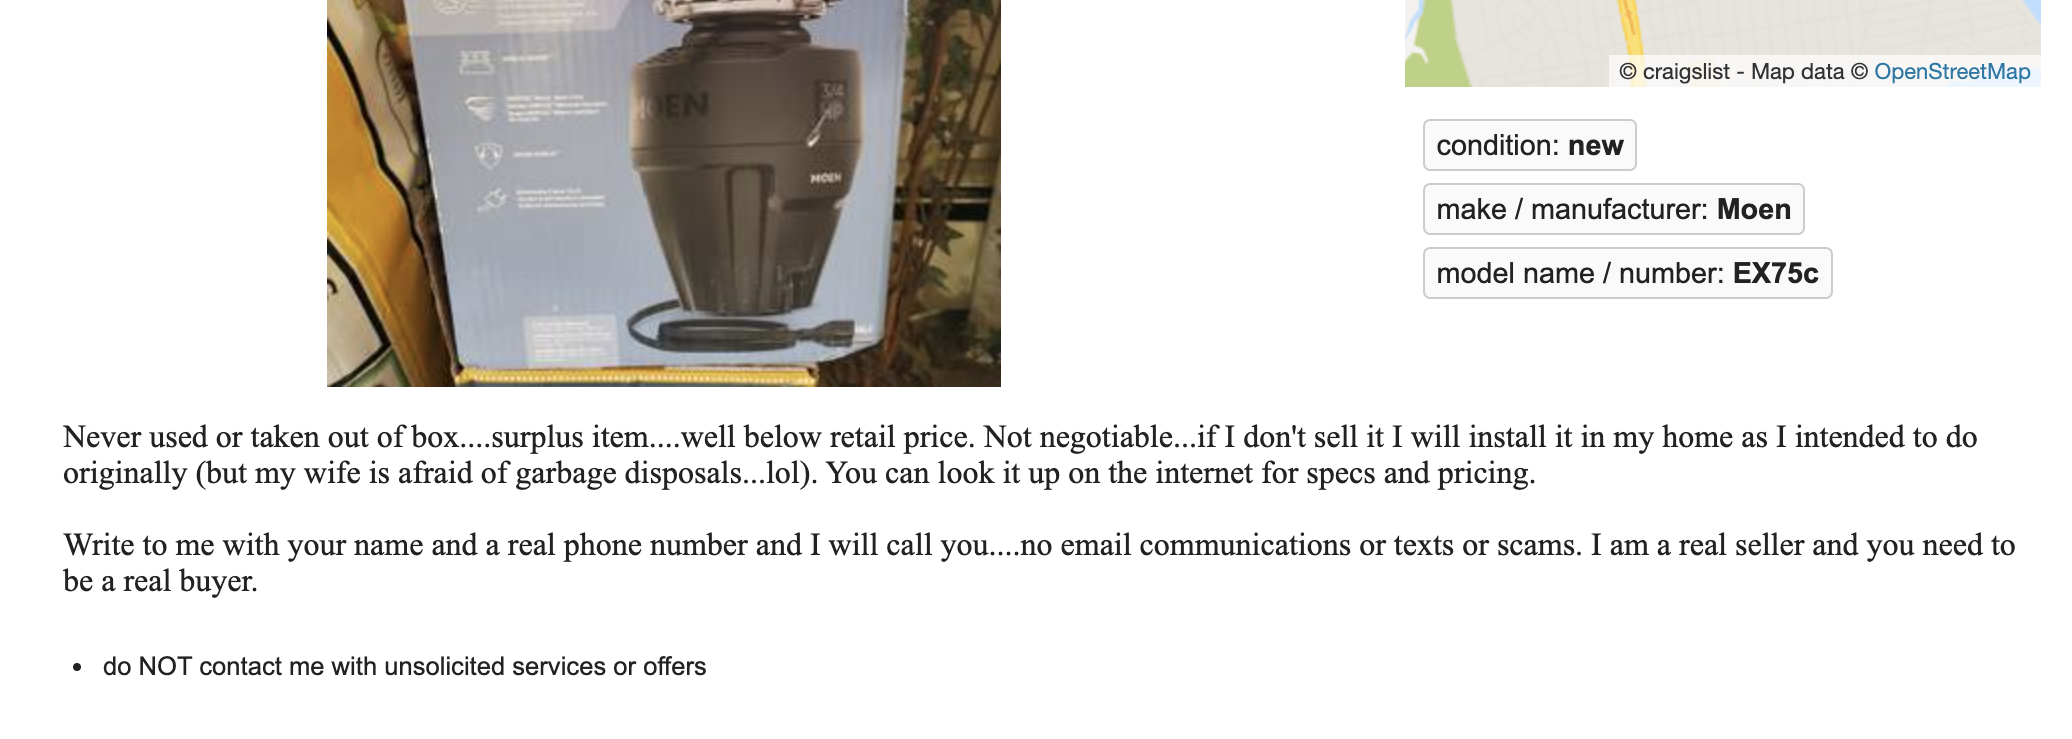 MOEN
3/4
HP
MOEN
© craigslist - Map data © OpenStreetMap
condition: new
make / manufacturer: Moen
model name / number: EX75c
Never used or taken out of box....surplus item....well below retail price. Not negotiable...if I don't sell it I will install it in my home as I intended to do
originally (but my wife is afraid of garbage disposals...lol). You can look it up on the internet for specs and pricing.
Write to me with your name and a real phone number and I will call you....no email communications or texts or scams. I am a real seller and you need to
be a real buyer.
• do NOT contact me with unsolicited services or offers